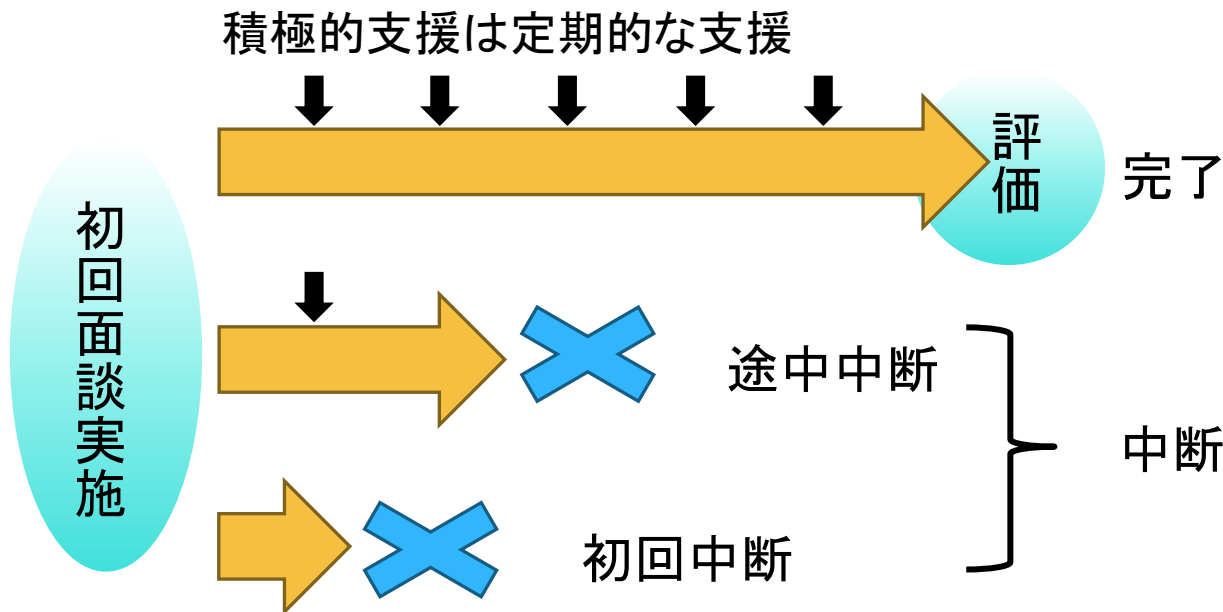 積極的支援は定期的な支援
評価
完了
初回面談実施
途中中断
中断
初回中断